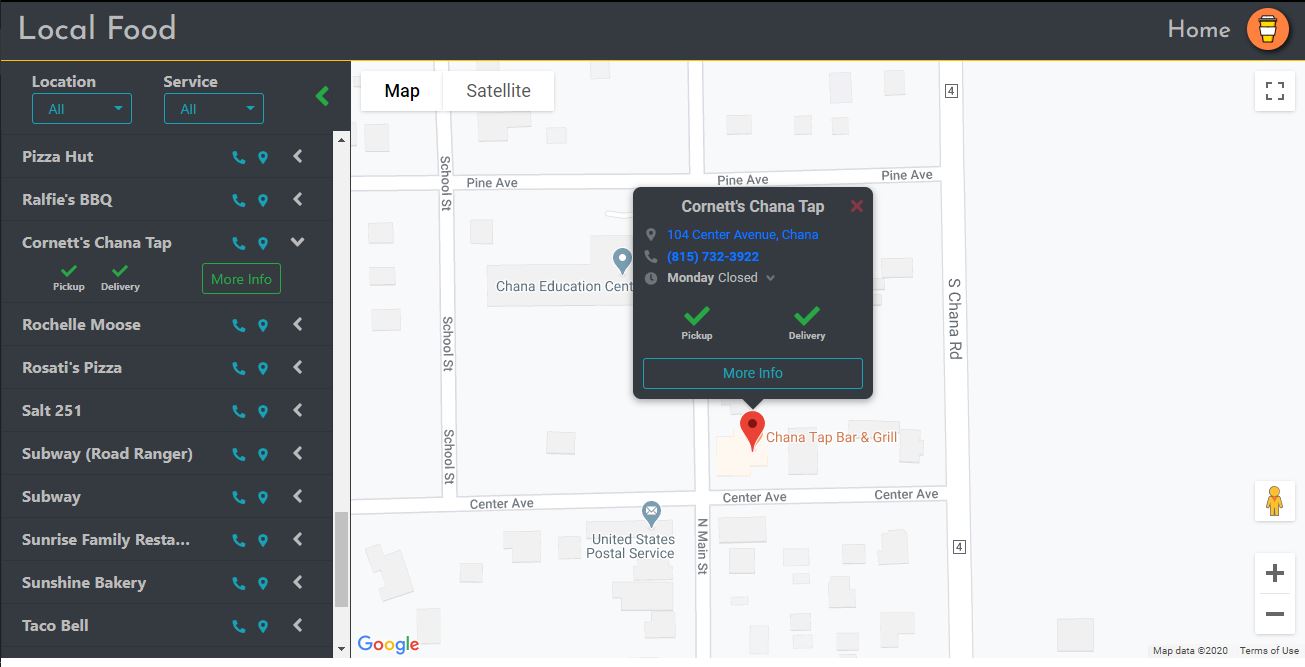 Local Food
Home
Location
Service
All
All
Pizza Hut
Ralfie's BBQ
Cornett's Chana Tap
Pickup
Delivery
More Info
Rochelle Moose
Rosati's Pizza
Salt 251
Subway (Road Ranger)
Subway
Sunrise Family Resta...
Sunshine Bakery
Taco Bell
Map
Satellite
4
School St
Pine Ave
Pine Ave
Pine Ave
Cornett's Chana Tap
104 Center Avenue, Chana
(815) 732-3922
Monday Closed
Pickup
Delivery
More Info
Chana Education Cent
S Chana Rd
School St
School St
Chana Tap Bar & Grill
Center Ave
Center Ave
Center Ave
United States
Postal Service
N Main St
4
Google
Map data ©2020
Terms of Use